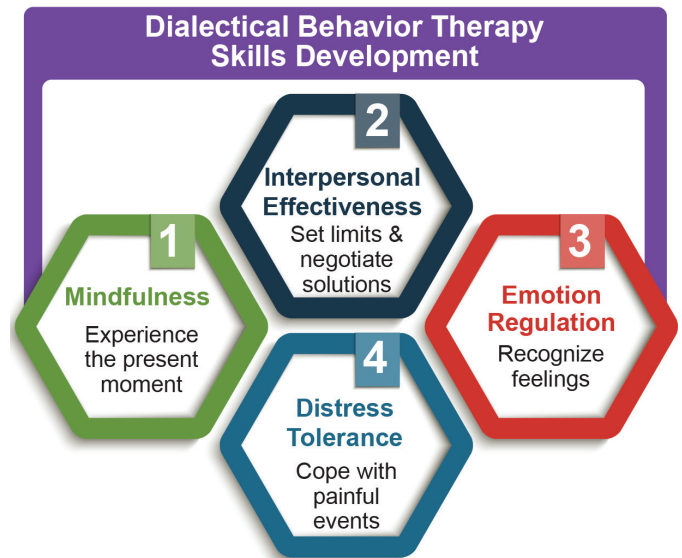 Dialectical Behavior Therapy
Skills Development
1
Mindfulness
Experience
the present
moment
2
Interpersonal
Effectiveness
Set limits &
negotiate
solutions
3
Emotion
Regulation
Recognize
feelings
4
Distress
Tolerance
Cope with
painful
events